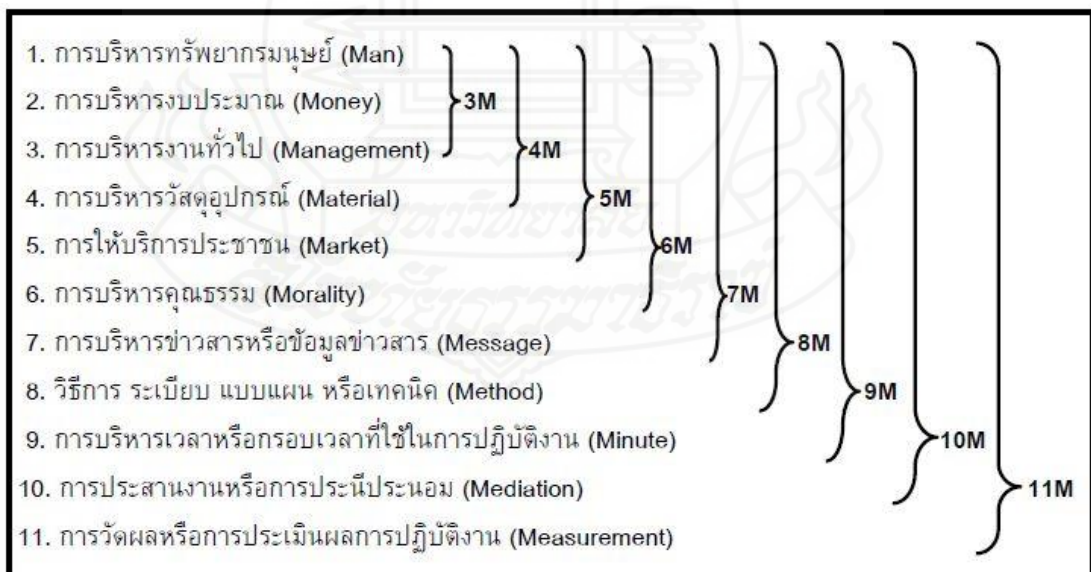 1. การบริหารทรัพยากรมนุษย์ (Man)
2. การบริหารงบประมาณ (Money)
3M
3. การบริหารงานทั่วไป (Management)
4M
4. การบริหารวัสดุอุปกรณ์ (Material)
5M
5. การให้บริการประชาชน (Market)
6M
6. การบริหารคุณธรรม (Morality)
7M
7. การบริหารข่าวสารหรือข้อมูลข่าวสาร (Message)
8M
8. วิธีการ ระเบียบ แบบแผน หรือเทคนิค (Method)
9M
9. การบริหารเวลาหรือกรอบเวลาที่ใช้ในการปฏิบัติงาน (Minute)
10M
10. การประสานงานหรือการประนีประนอม (Mediation)
11M
11. การวัดผลหรือการประเมินผลการปฏิบัติงาน (Measurement)